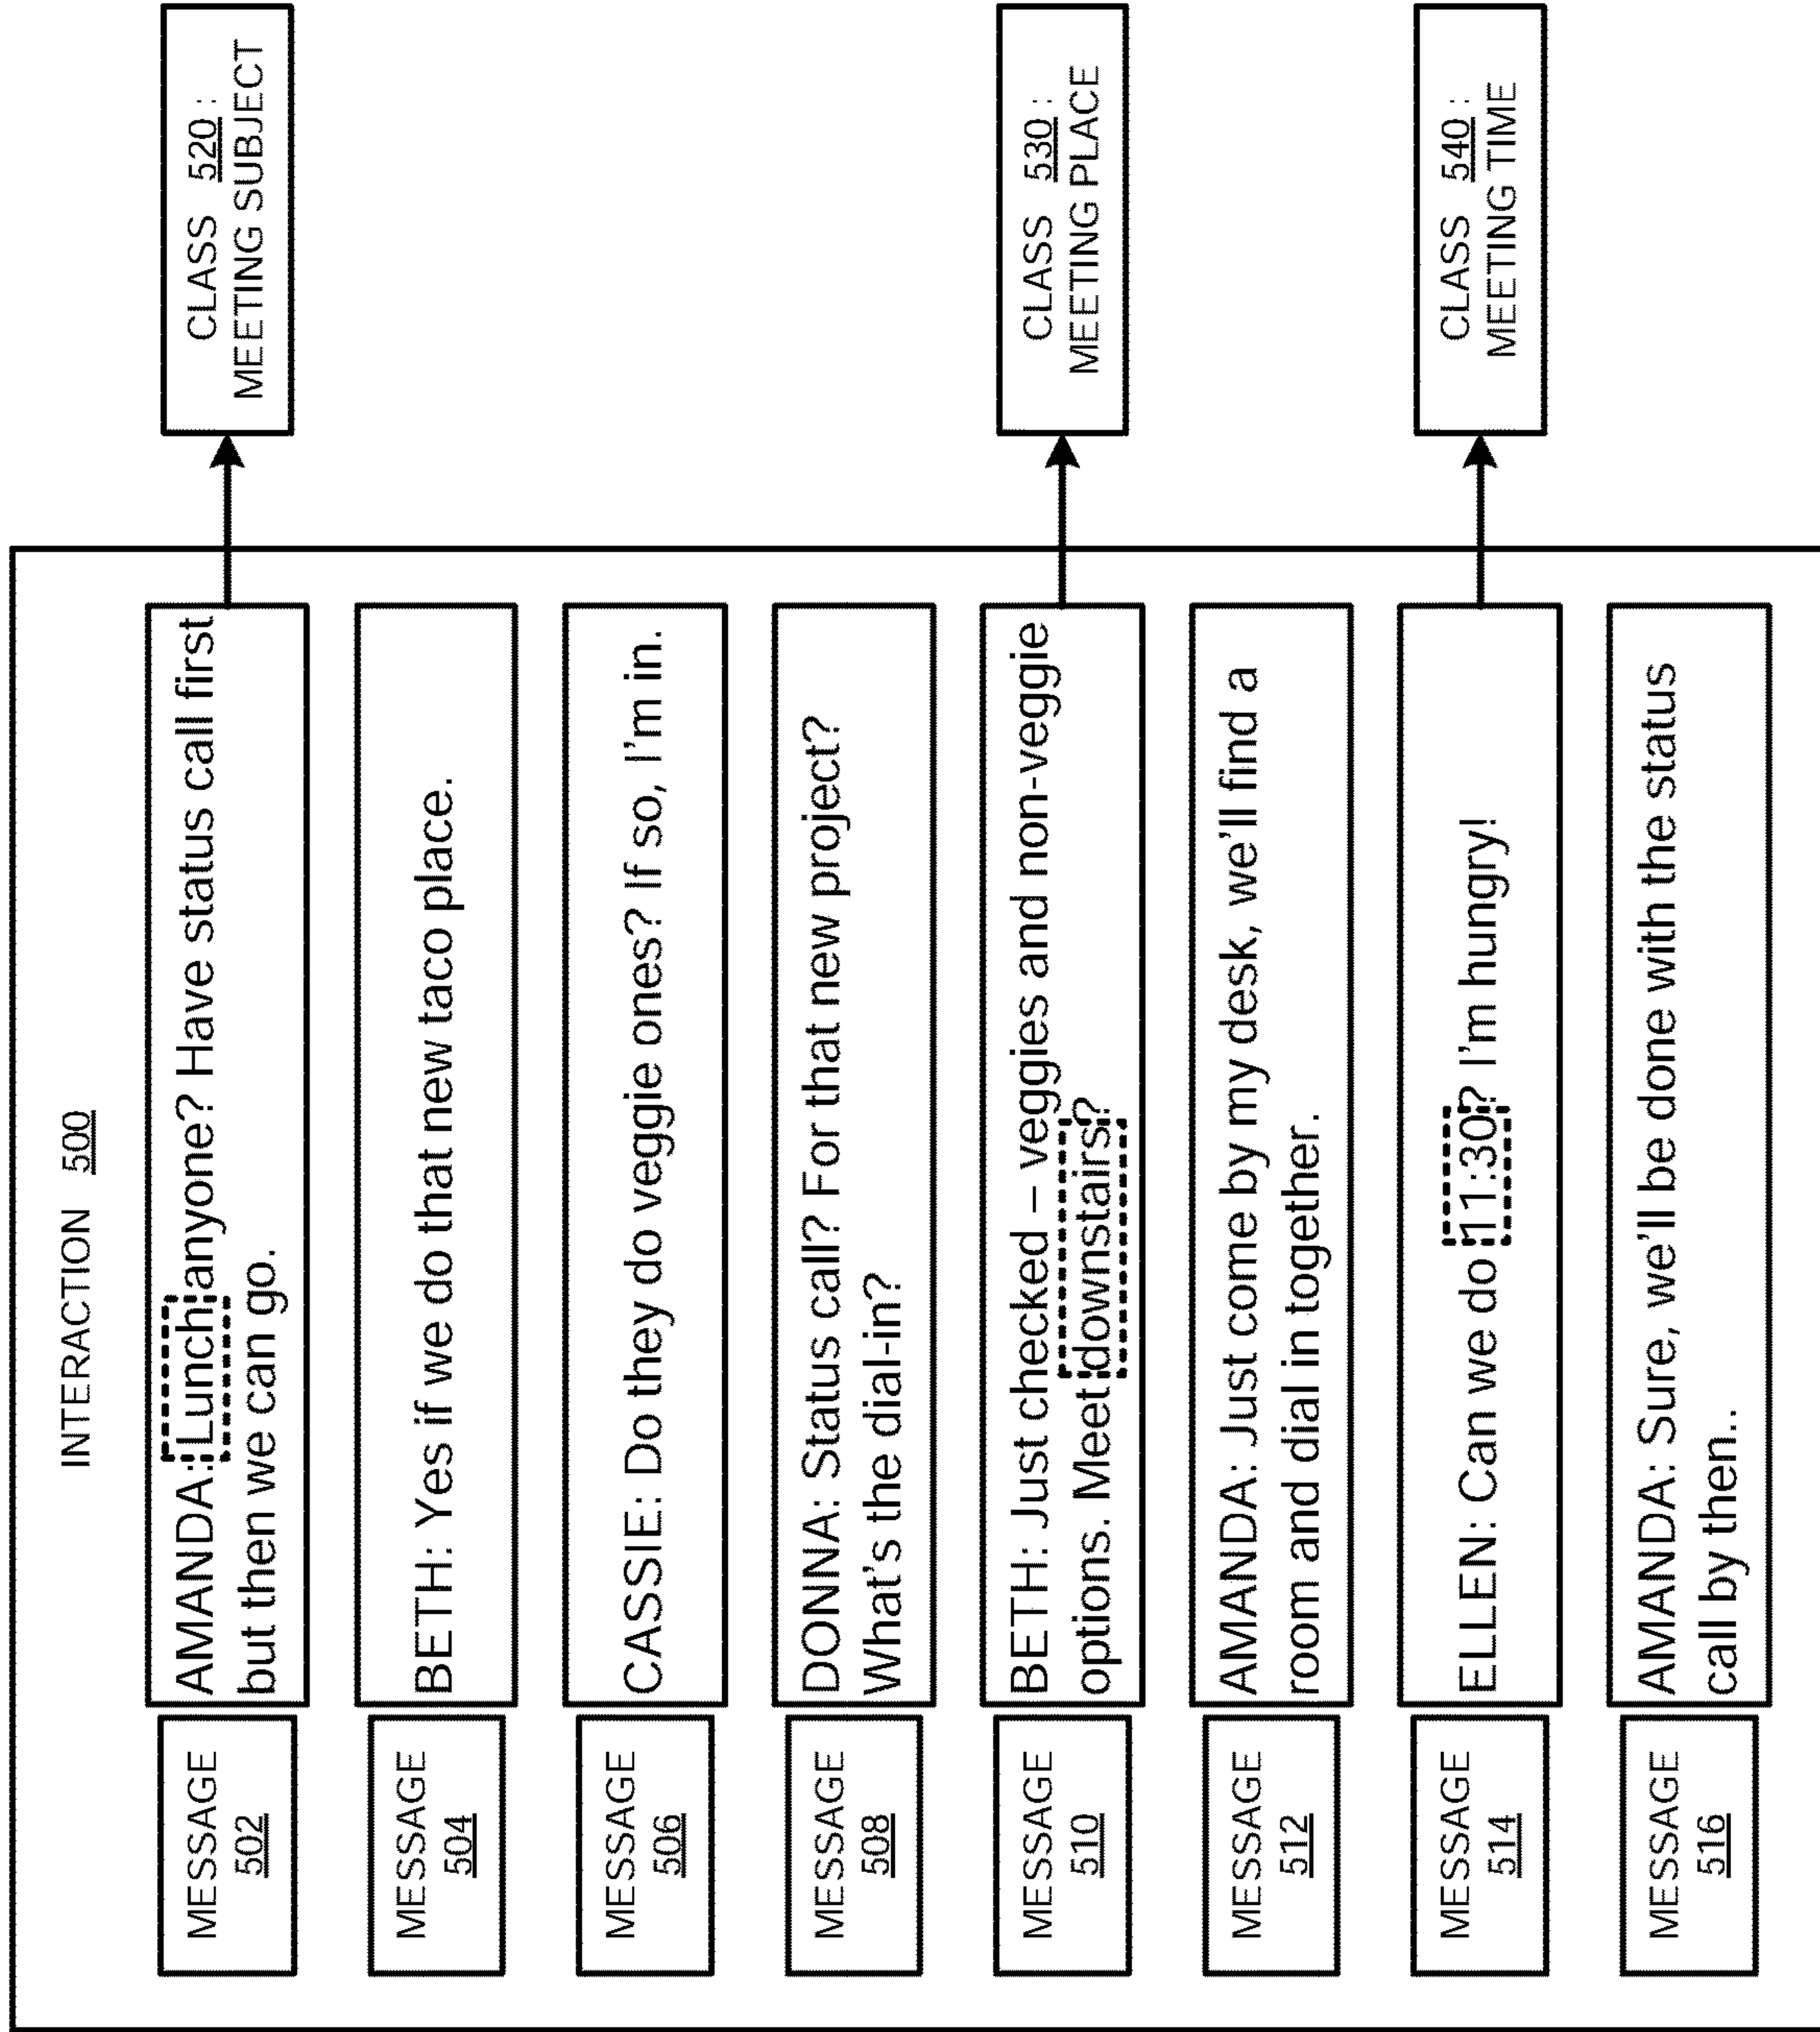 INTERACTION 500
MESSAGE
502
AMANDA: Lunch anyone? Have status call first
but then we can go.
CLASS 520 :
MEETING SUBJECT
MESSAGE
504
BETH: Yes if we do that new taco place.
MESSAGE
506
CASSIE: Do they do veggie ones? If so, I'm in.
MESSAGE
508
DONNA: Status call? For that new project?
What's the dial-in?
MESSAGE
510
BETH: Just checked – veggies and non-veggie
options. Meet downstairs?
CLASS 530 :
MEETING PLACE
MESSAGE
512
AMANDA: Just come by my desk, we'll find a
room and dial in together.
MESSAGE
514
ELLEN: Can we do 11:30? I'm hungry!
CLASS 540 :
MEETING TIME
MESSAGE
516
AMANDA: Sure, we'll be done with the status
call by then..